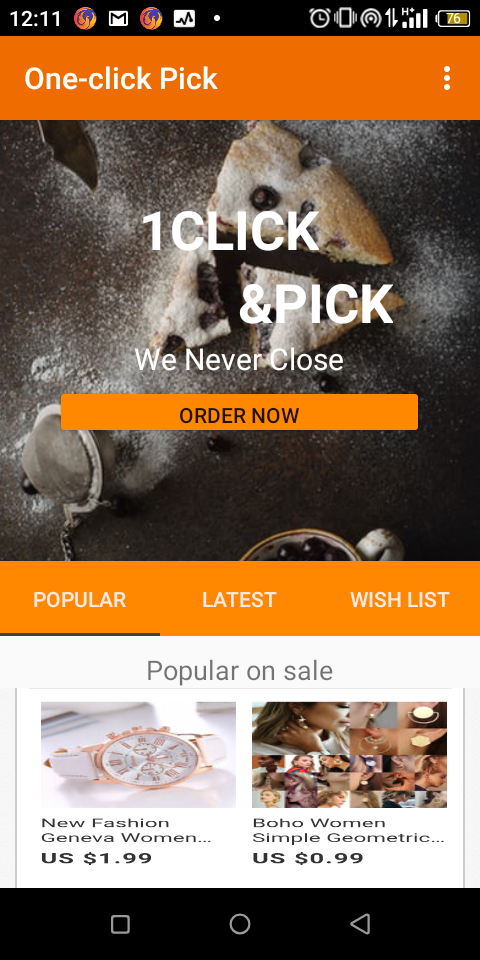 12:11
H+
76
One-click Pick
1CLICK
&PICK
We Never Close
ORDER NOW
POPULAR LATEST WISH LIST
Popular on sale
New Fashion
Geneva Women...
US $1.99
Boho Women
Simple Geometric...
US $0.99